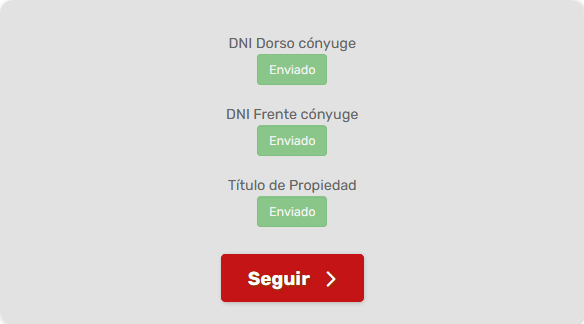 DNI Dorso cónyuge
Enviado
DNI Frente cónyuge
Enviado
Título de Propiedad
Enviado
Seguir